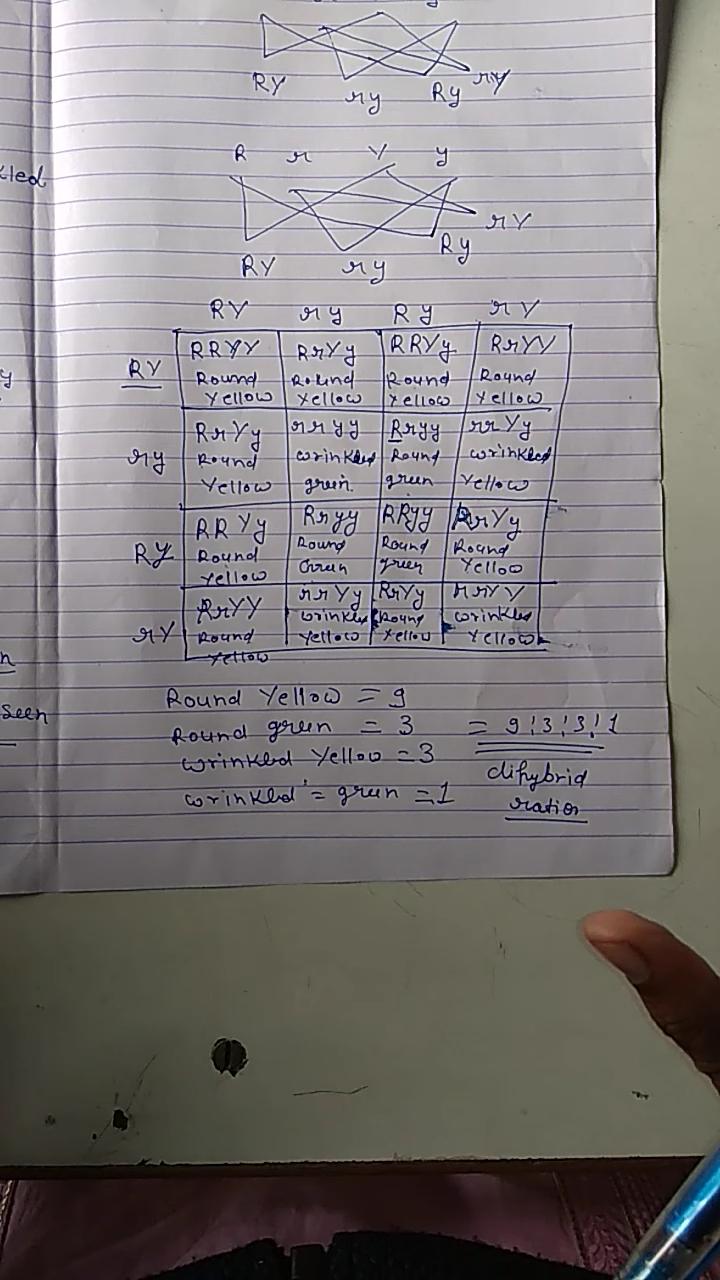 RY ry Ry rY
kled
R r Y y
rY
Ry
RY ry
RY ry Ry rY
RY RRYY RrYy RRYy RrYY
Round Round Round Round
Yellow Yellow Yellow Yellow
y
ry RrYy rryy Rryy rrYy
Round wrinkled Round wrinkled
Yellow green. green Yellow
Ry RRYy Rryy RRyy RrYy
Round Round Round Round
Yellow Green green Yelloo
rY RrYY rrYy RrYy rrYY
Round wrinkled Round wrinkled
Yellow Yellow Yellow Yellow
n
seen
Round Yellow = 9
Round green = 3 = 9:3:3:1
wrinkled Yellow = 3
dihybrid
wrinkled = green = 1
ration